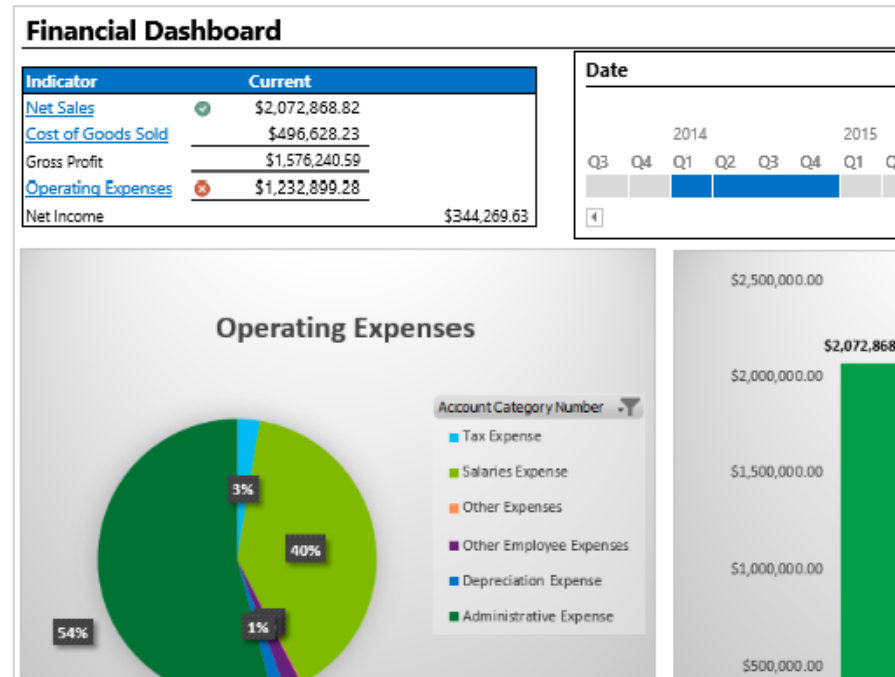 Financial Dashboard
Indicator Current
Net Sales $2,072,868.82
Cost of Goods Sold $496,628.23
Gross Profit $1,576,240.59
Operating Expenses $1,232,899.28
Net Income $344,269.63
Date
2014 2015
Q3 Q4 Q1 Q2 Q3 Q4 Q1
Operating Expenses
Account Category Number
Tax Expense
Salaries Expense
Other Expenses
Other Employee Expenses
Depreciation Expense
Administrative Expense
3%
40%
1%
54%
$2,500,000.00
$2,072,868
$2,000,000.00
$1,500,000.00
$1,000,000.00
$500,000.00